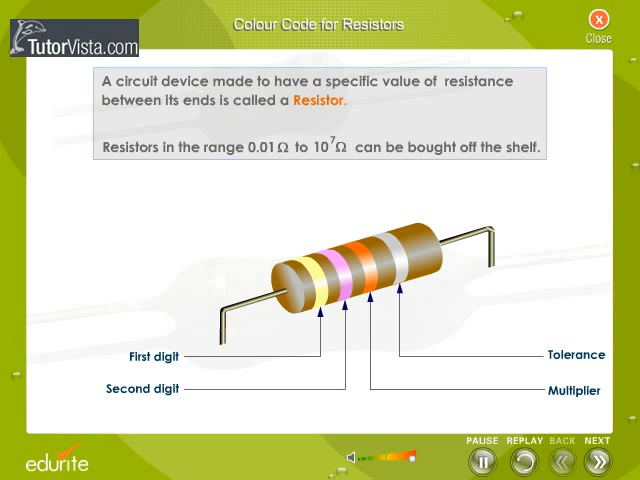 Colour Code for Resistors
x
Close
TutorVista.com
A circuit device made to have a specific value of resistance
between its ends is called a Resistor.
Resistors in the range 0.01 Ω to 10⁷Ω can be bought off the shelf.
First digit
Tolerance
Second digit
Multiplier
PAUSE REPLAY BACK NEXT
edurite